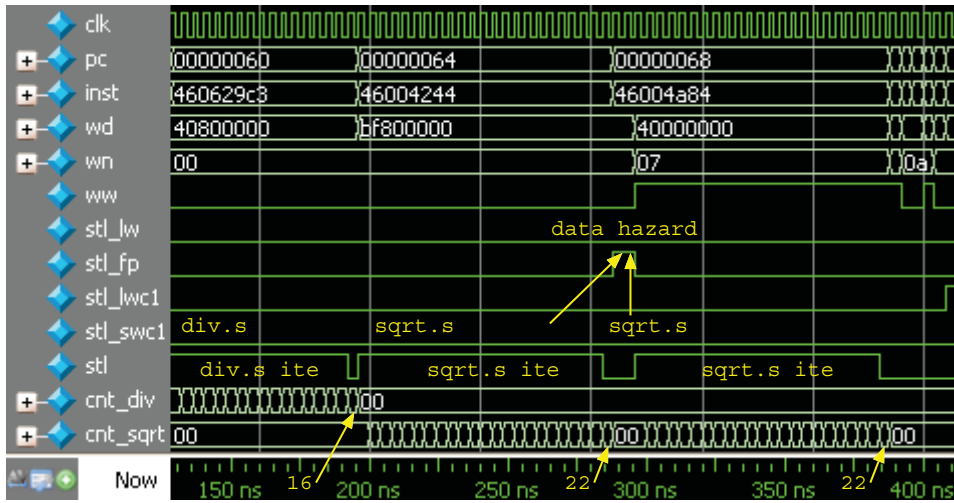 clk
pc 00000060 00000064 00000068
inst 460629c3 46004244 46004a84
wd 40800000 bf800000 40000000
wn 00 07 0a
ww
stl_lw data hazard
stl_fp
stl_lwc1
stl_swc1 div.s sqrt.s sqrt.s
stl div.s ite sqrt.s ite sqrt.s ite
cnt_div 00
cnt_sqrt 00 00 00
Now 16 22 22
150 ns 200 ns 250 ns 300 ns 350 ns 400 ns